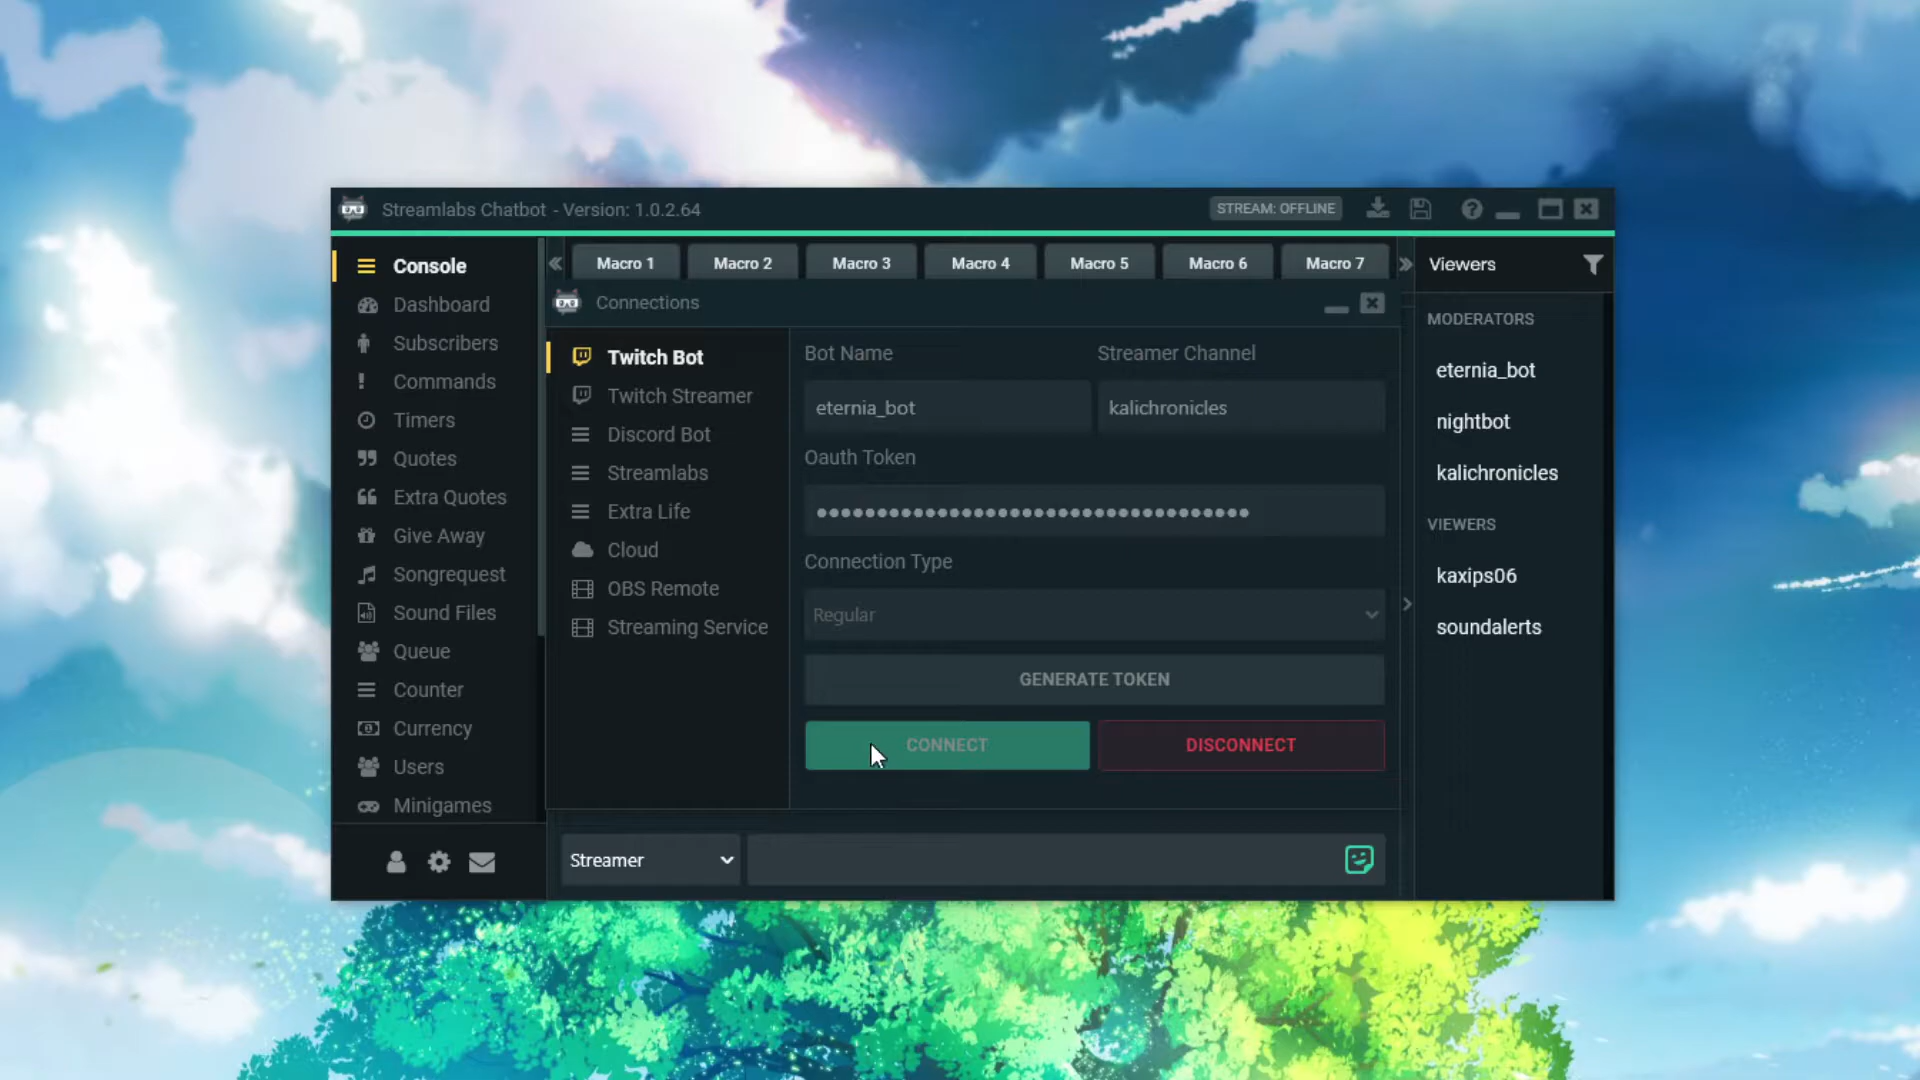 Streamlabs Chatbot - Version: 1.0.2.64
STREAM: OFFLINE
Console
Dashboard
Subscribers
Commands
Timers
Quotes
Extra Quotes
Give Away
Songrequest
Sound Files
Queue
Counter
Currency
Users
Minigames
Macro 1
Macro 2
Macro 3
Macro 4
Macro 5
Macro 6
Macro 7
Connections
Twitch Bot
Twitch Streamer
Discord Bot
Streamlabs
Extra Life
Cloud
OBS Remote
Streaming Service
Bot Name
Streamer Channel
eternia_bot
kalichronicles
Oauth Token
••••••••••••••••••••••••••••••••••••
Connection Type
Regular
GENERATE TOKEN
CONNECT
DISCONNECT
Streamer
Viewers
MODERATORS
eternia_bot
nightbot
kalichronicles
VIEWERS
kaxips06
soundalerts